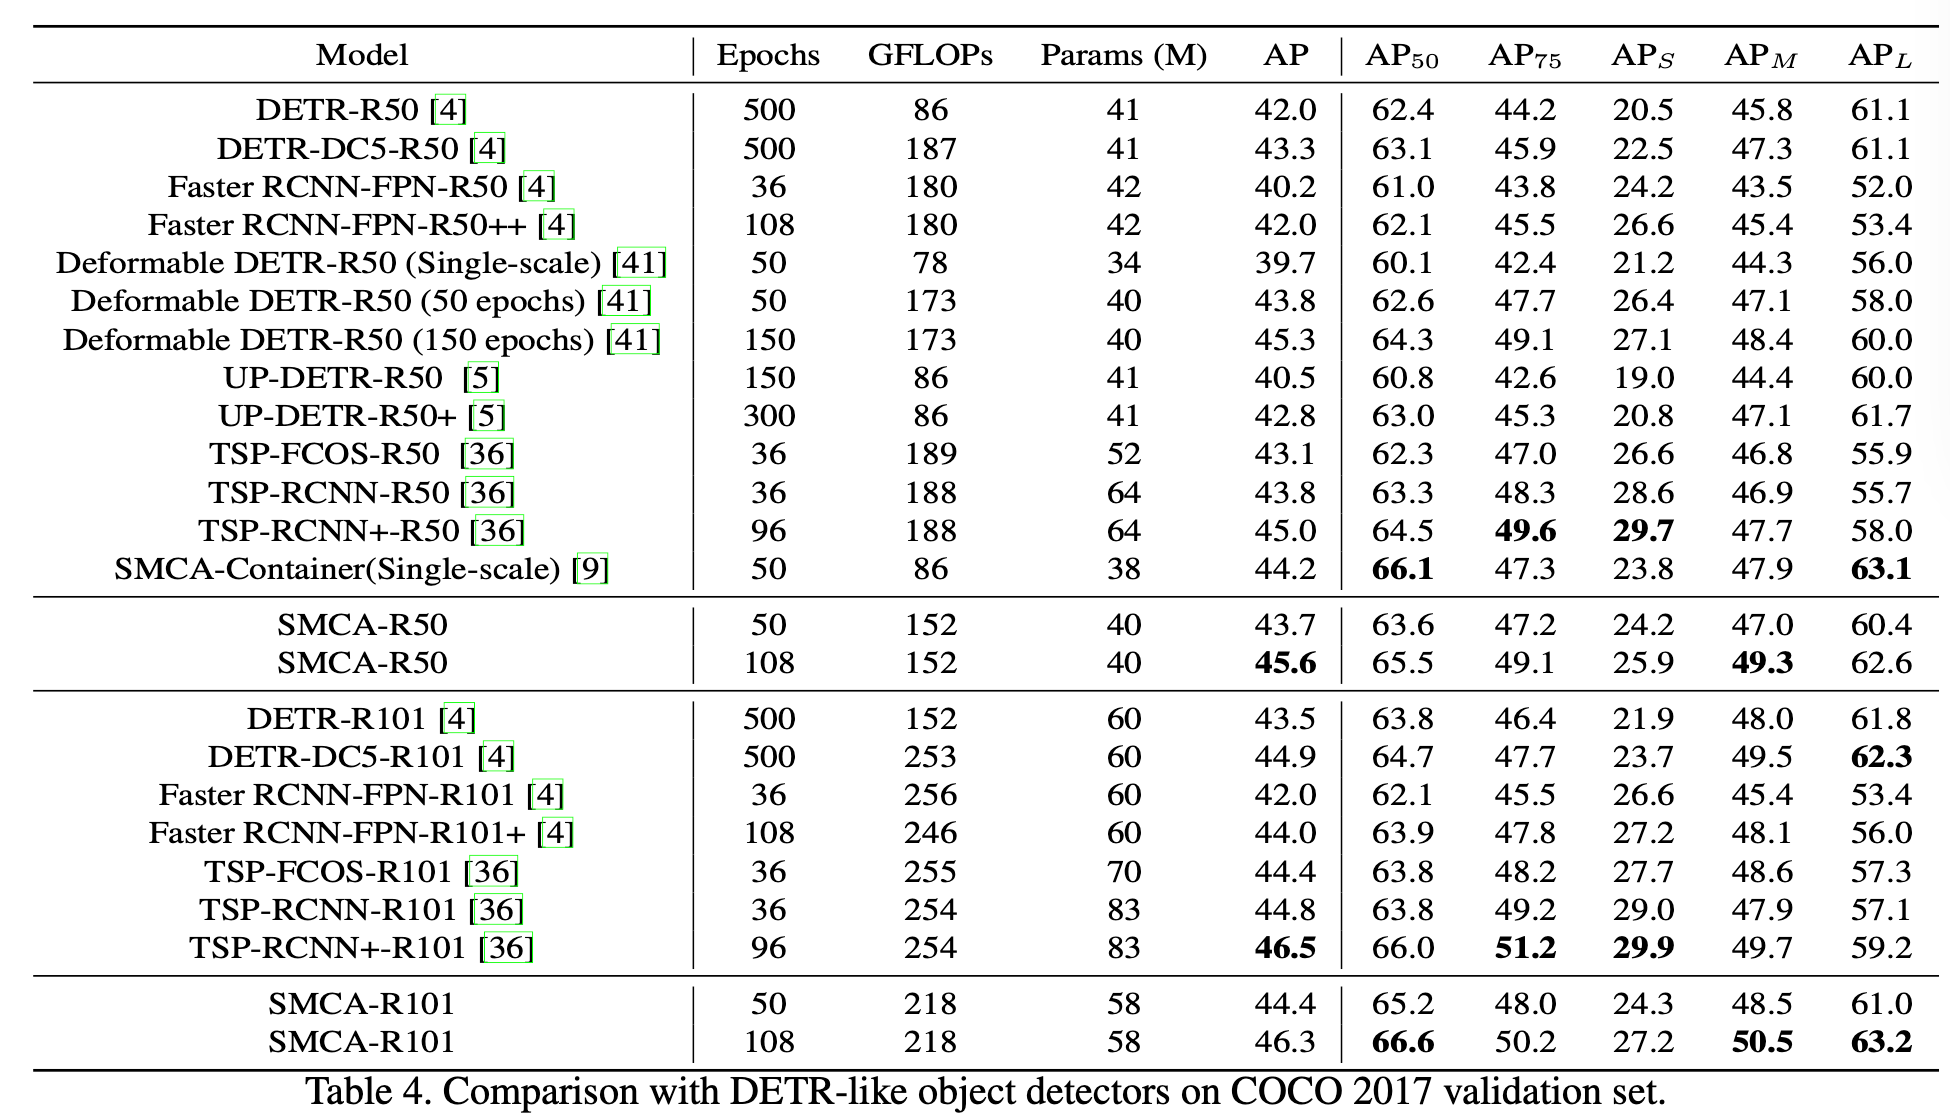 Model Epochs GFLOPs Params (M) AP AP50 AP75 APS APM APL
DETR-R50 [4] 500 86 41 42.0 62.4 44.2 20.5 45.8 61.1
DETR-DC5-R50 [4] 500 187 41 43.3 63.1 45.9 22.5 47.3 61.1
Faster RCNN-FPN-R50 [4] 36 180 42 40.2 61.0 43.8 24.2 43.5 52.0
Faster RCNN-FPN-R50++ [4] 108 180 42 42.0 62.1 45.5 26.6 45.4 53.4
Deformable DETR-R50 (Single-scale) [41] 50 78 34 39.7 60.1 42.4 21.2 44.3 56.0
Deformable DETR-R50 (50 epochs) [41] 50 173 40 43.8 62.6 47.7 26.4 47.1 58.0
Deformable DETR-R50 (150 epochs) [41] 150 173 40 45.3 64.3 49.1 27.1 48.4 60.0
UP-DETR-R50 [5] 150 86 41 40.5 60.8 42.6 19.0 44.4 60.0
UP-DETR-R50+ [5] 300 86 41 42.8 63.0 45.3 20.8 47.1 61.7
TSP-FCOS-R50 [36] 36 189 52 43.1 62.3 47.0 26.6 46.8 55.9
TSP-RCNN-R50 [36] 36 188 64 43.8 63.3 48.3 28.6 46.9 55.7
TSP-RCNN+-R50 [36] 96 188 64 45.0 64.5 49.6 29.7 47.7 58.0
SMCA-Container(Single-scale) [9] 50 86 38 44.2 66.1 47.3 23.8 47.9 63.1
SMCA-R50 50 152 40 43.7 63.6 47.2 24.2 47.0 60.4
SMCA-R50 108 152 40 45.6 65.5 49.1 25.9 49.3 62.6
DETR-R101 [4] 500 152 60 43.5 63.8 46.4 21.9 48.0 61.8
DETR-DC5-R101 [4] 500 253 60 44.9 64.7 47.7 23.7 49.5 62.3
Faster RCNN-FPN-R101 [4] 36 256 60 42.0 62.1 45.5 26.6 45.4 53.4
Faster RCNN-FPN-R101+ [4] 108 246 60 44.0 63.9 47.8 27.2 48.1 56.0
TSP-FCOS-R101 [36] 36 255 70 44.4 63.8 48.2 27.7 48.6 57.3
TSP-RCNN-R101 [36] 36 254 83 44.8 63.8 49.2 29.0 47.9 57.1
TSP-RCNN+-R101 [36] 96 254 83 46.5 66.0 51.2 29.9 49.7 59.2
SMCA-R101 50 218 58 44.4 65.2 48.0 24.3 48.5 61.0
SMCA-R101 108 218 58 46.3 66.6 50.2 27.2 50.5 63.2
Table 4. Comparison with DETR-like object detectors on COCO 2017 validation set.